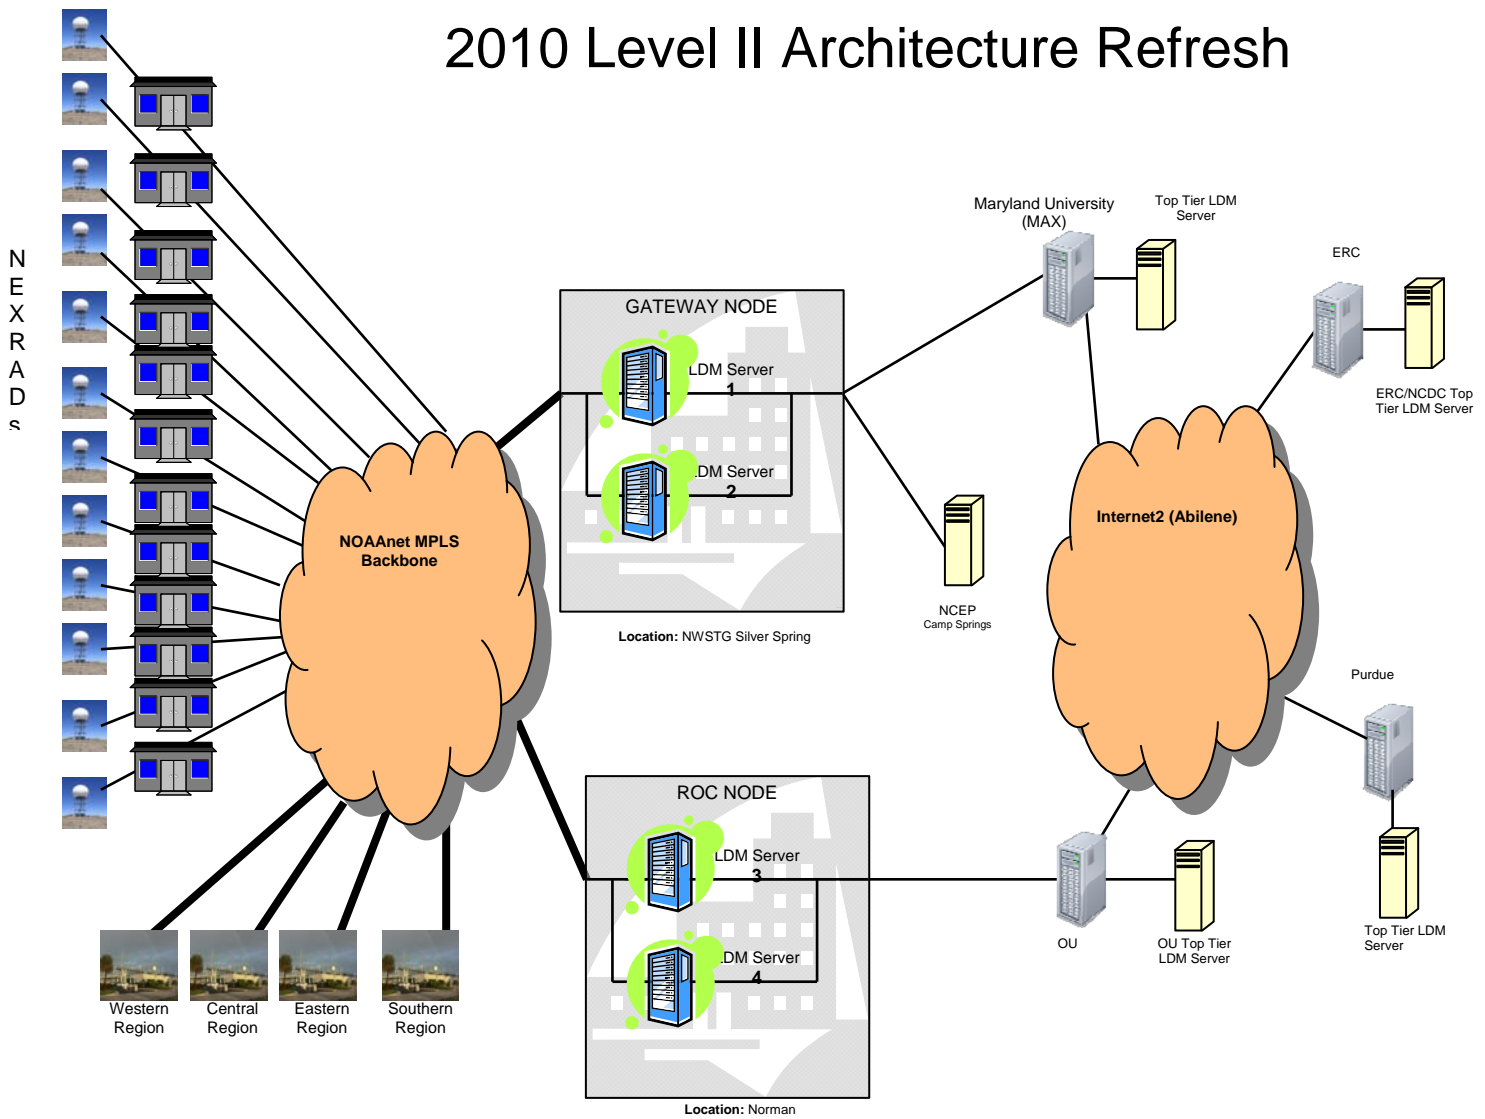 2010 Level II Architecture Refresh
N
E
X
R
A
D
s
Maryland University
(MAX)
Top Tier LDM
Server
ERC
GATEWAY NODE
LDM Server
1
LDM Server
2
ERC/NCDC Top
Tier LDM Server
NOAAnet MPLS
Backbone
Internet2 (Abilene)
NCEP
Camp Springs
Location: NWSTG Silver Spring
Purdue
ROC NODE
LDM Server
3
LDM Server
4
OU
OU Top Tier
LDM Server
Top Tier LDM
Server
Western
Region
Central
Region
Eastern
Region
Southern
Region
Location: Norman